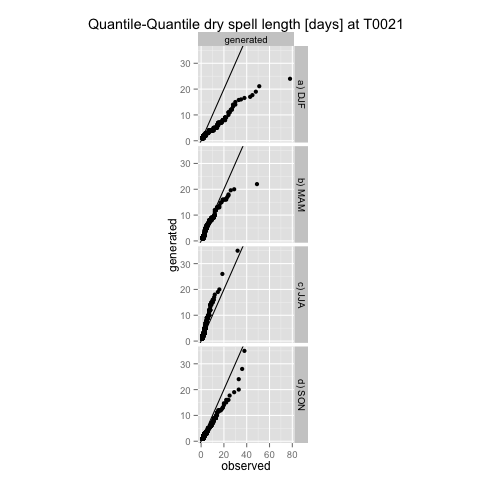 Quantile-Quantile dry spell length [days] at T0021
generated
30
20
10
0
a) DJF
30
20
10
0
b) MAM
30
20
10
0
c) JJA
30
20
10
0
d) SON
generated
0 20 40 60 80
observed